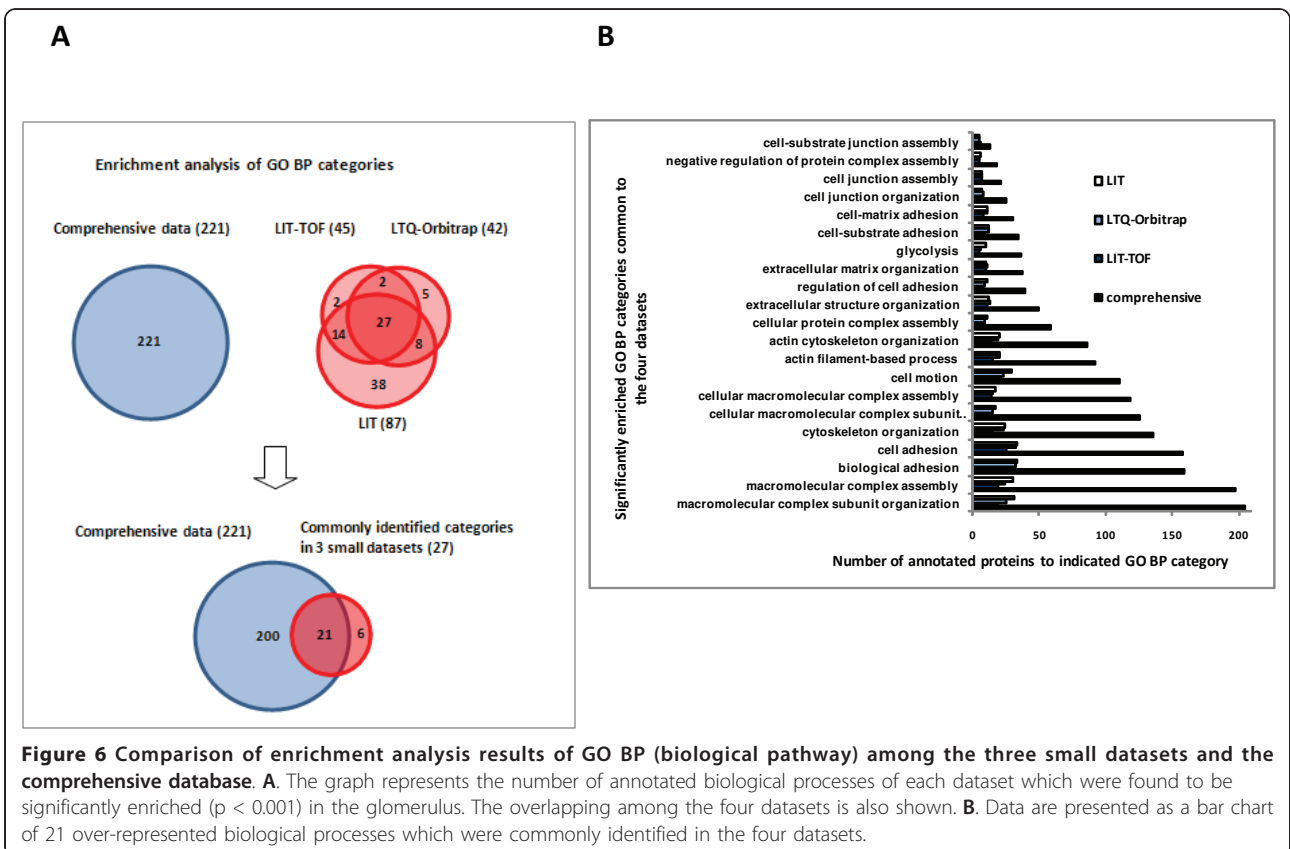 A
B
Enrichment analysis of GO BP categories
Comprehensive data (221)
LIT-TOF (45)
LTQ-Orbitrap (42)
221
2
2
5
27
14
8
38
LIT (87)
Comprehensive data (221)
Commonly identified categories
in 3 small datasets (27)
200
21
6
Significantly enriched GO BP categories common to
the four datasets
cell-substrate junction assembly
negative regulation of protein complex assembly
cell junction assembly
cell junction organization
cell-matrix adhesion
cell-substrate adhesion
glycolysis
extracellular matrix organization
regulation of cell adhesion
extracellular structure organization
cellular protein complex assembly
actin cytoskeleton organization
actin filament-based process
cell motion
cellular macromolecular complex assembly
cellular macromolecular complex subunit..
cytoskeleton organization
cell adhesion
biological adhesion
macromolecular complex assembly
macromolecular complex subunit organization
LIT
LTQ-Orbitrap
LIT-TOF
comprehensive
0 50 100 150 200
Number of annotated proteins to indicated GO BP category
Figure 6 Comparison of enrichment analysis results of GO BP (biological pathway) among the three small datasets and the
comprehensive database. A. The graph represents the number of annotated biological processes of each dataset which were found to be
significantly enriched (p < 0.001) in the glomerulus. The overlapping among the four datasets is also shown. B. Data are presented as a bar chart
of 21 over-represented biological processes which were commonly identified in the four datasets.